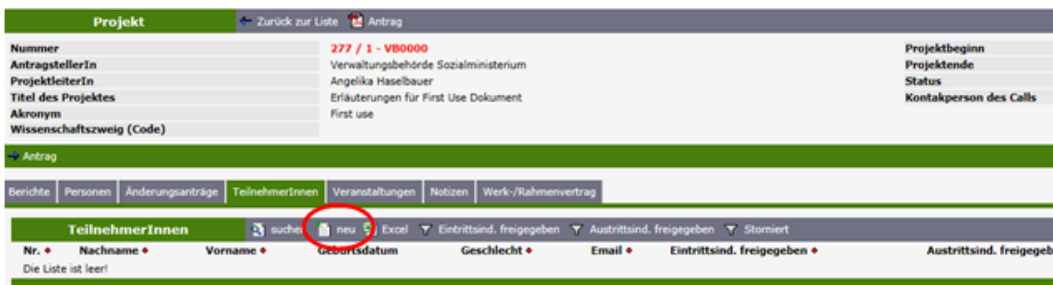 Projekt Zurück zur Liste Antrag
Nummer 277 / 1 - VB0000 Projektbeginn
AntragstellerIn Verwaltungsbehörde Sozialministerium Projektende
ProjektleiterIn Angelika Haselbauer Status
Titel des Projektes Erläuterungen für First Use Dokument Kontakperson des Calls
Akronym First use
Wissenschaftszweig (Code)
Antrag
Berichte Personen Änderungsanträge TeilnehmerInnen Veranstaltungen Notizen Werk-/Rahmenvertrag
TeilnehmerInnen suchen neu Excel Eintrittsind. freigegeben Austrittsind. freigegeben Storniert
Nr. Nachname Vorname Geburtsdatum Geschlecht Email Eintrittsind. freigegeben Austrittsind. freigegeb
Die Liste ist leer!